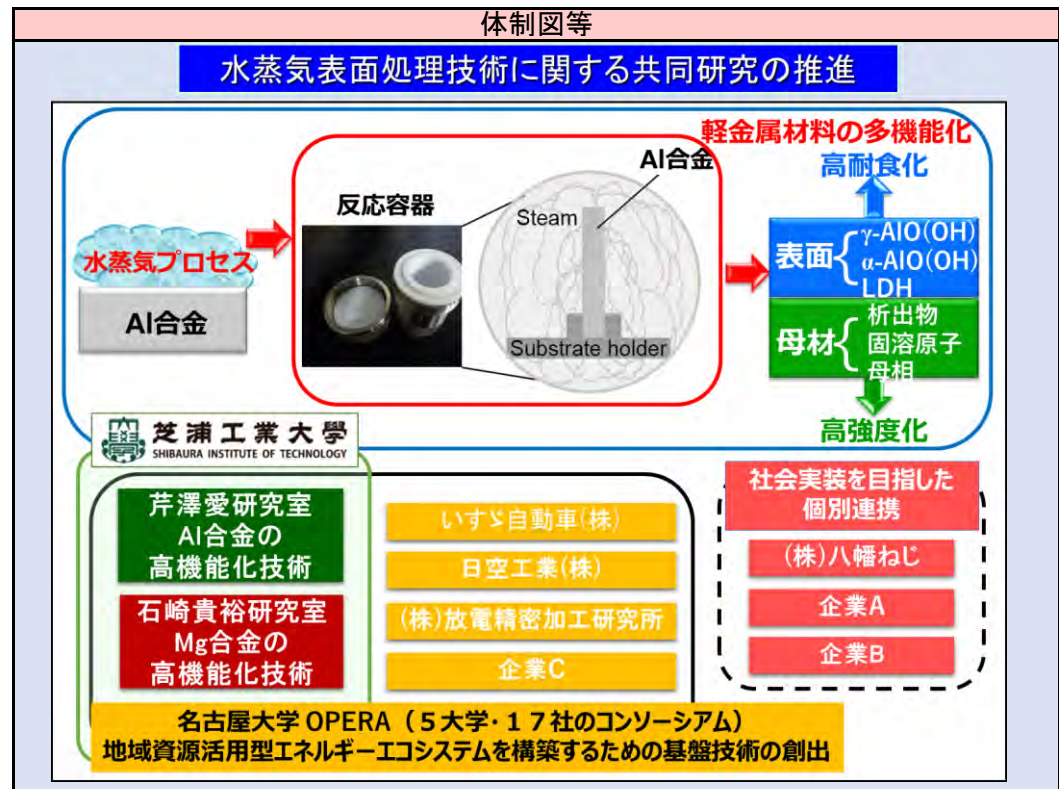 体制図等
水蒸気表面処理技術に関する共同研究の推進
軽金属材料の多機能化
高耐食化
Al合金
反応容器
Steam
Substrate holder
水蒸気プロセス
Al合金
表面
γ-AlO(OH)
α-AlO(OH)
LDH
母材
析出物
固溶原子
母相
高強度化
芝浦工業大學
SHIBAURA INSTITUTE OF TECHNOLOGY
芹澤愛研究室
Al合金の
高機能化技術
石崎貴裕研究室
Mg合金の
高機能化技術
いすゞ自動車(株)
日空工業(株)
(株)放電精密加工研究所
企業C
社会実装を目指した
個別連携
(株)八幡ねじ
企業A
企業B
名古屋大学 OPERA（5大学・17社のコンソーシアム）
地域資源活用型エネルギーエコシステムを構築するための基盤技術の創出